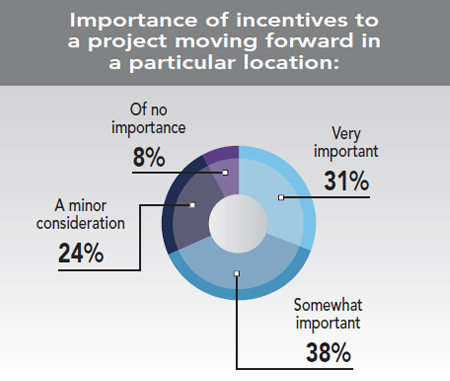 Importance of incentives to
a project moving forward in
a particular location:
Of no
importance
8%
Very
important
31%
A minor
consideration
24%
Somewhat
important
38%